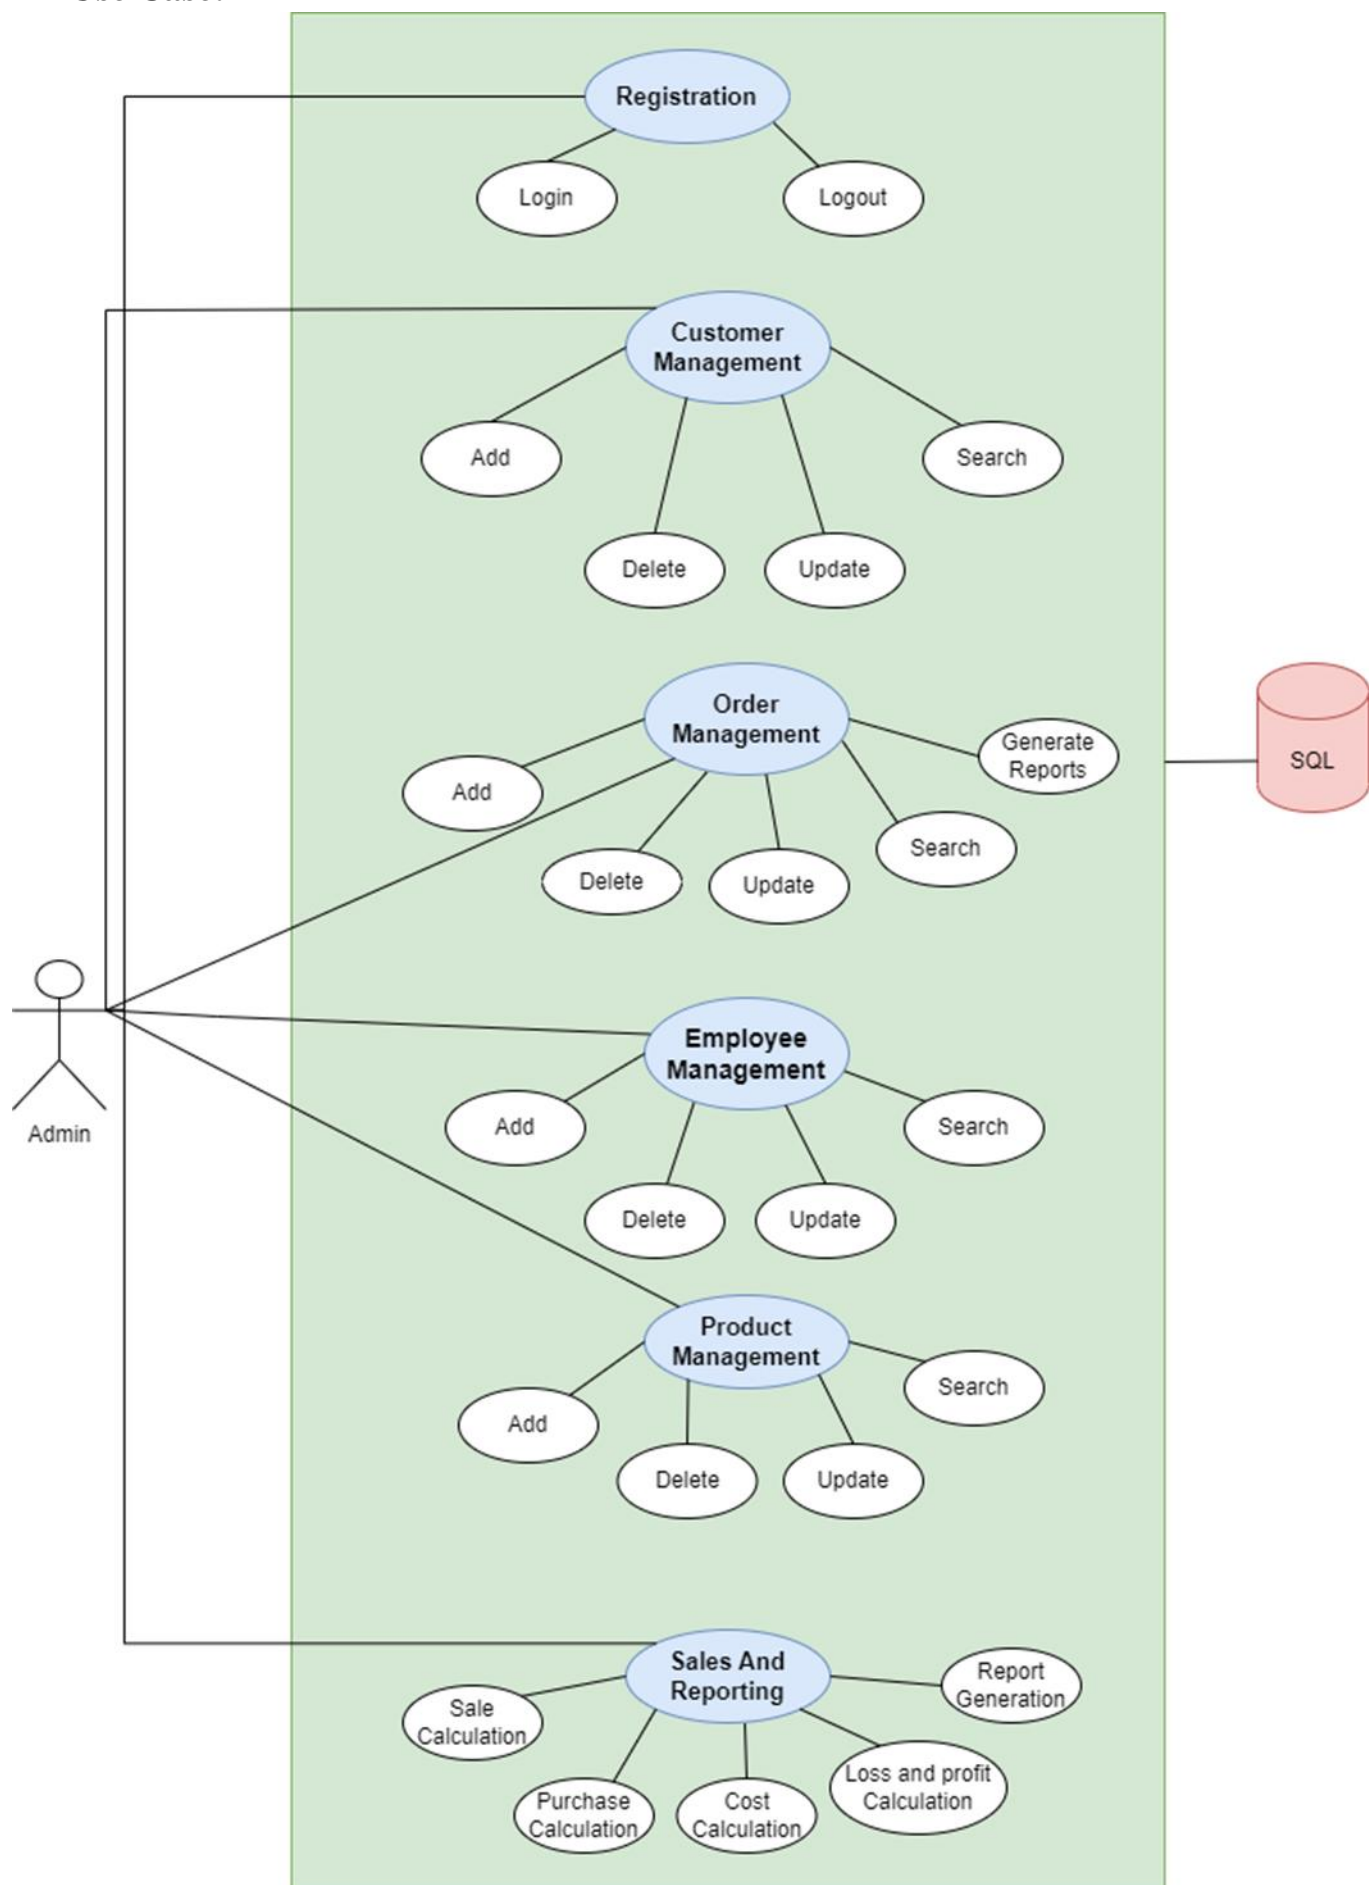 Registration
Login
Logout
Customer
Management
Add
Search
Delete
Update
Order
Management
Generate
Reports
Add
Search
Delete
Update
SQL
Employee
Management
Add
Search
Delete
Update
Admin
Product
Management
Search
Add
Delete
Update
Sales And
Reporting
Report
Generation
Sale
Calculation
Loss and profit
Calculation
Purchase
Calculation
Cost
Calculation